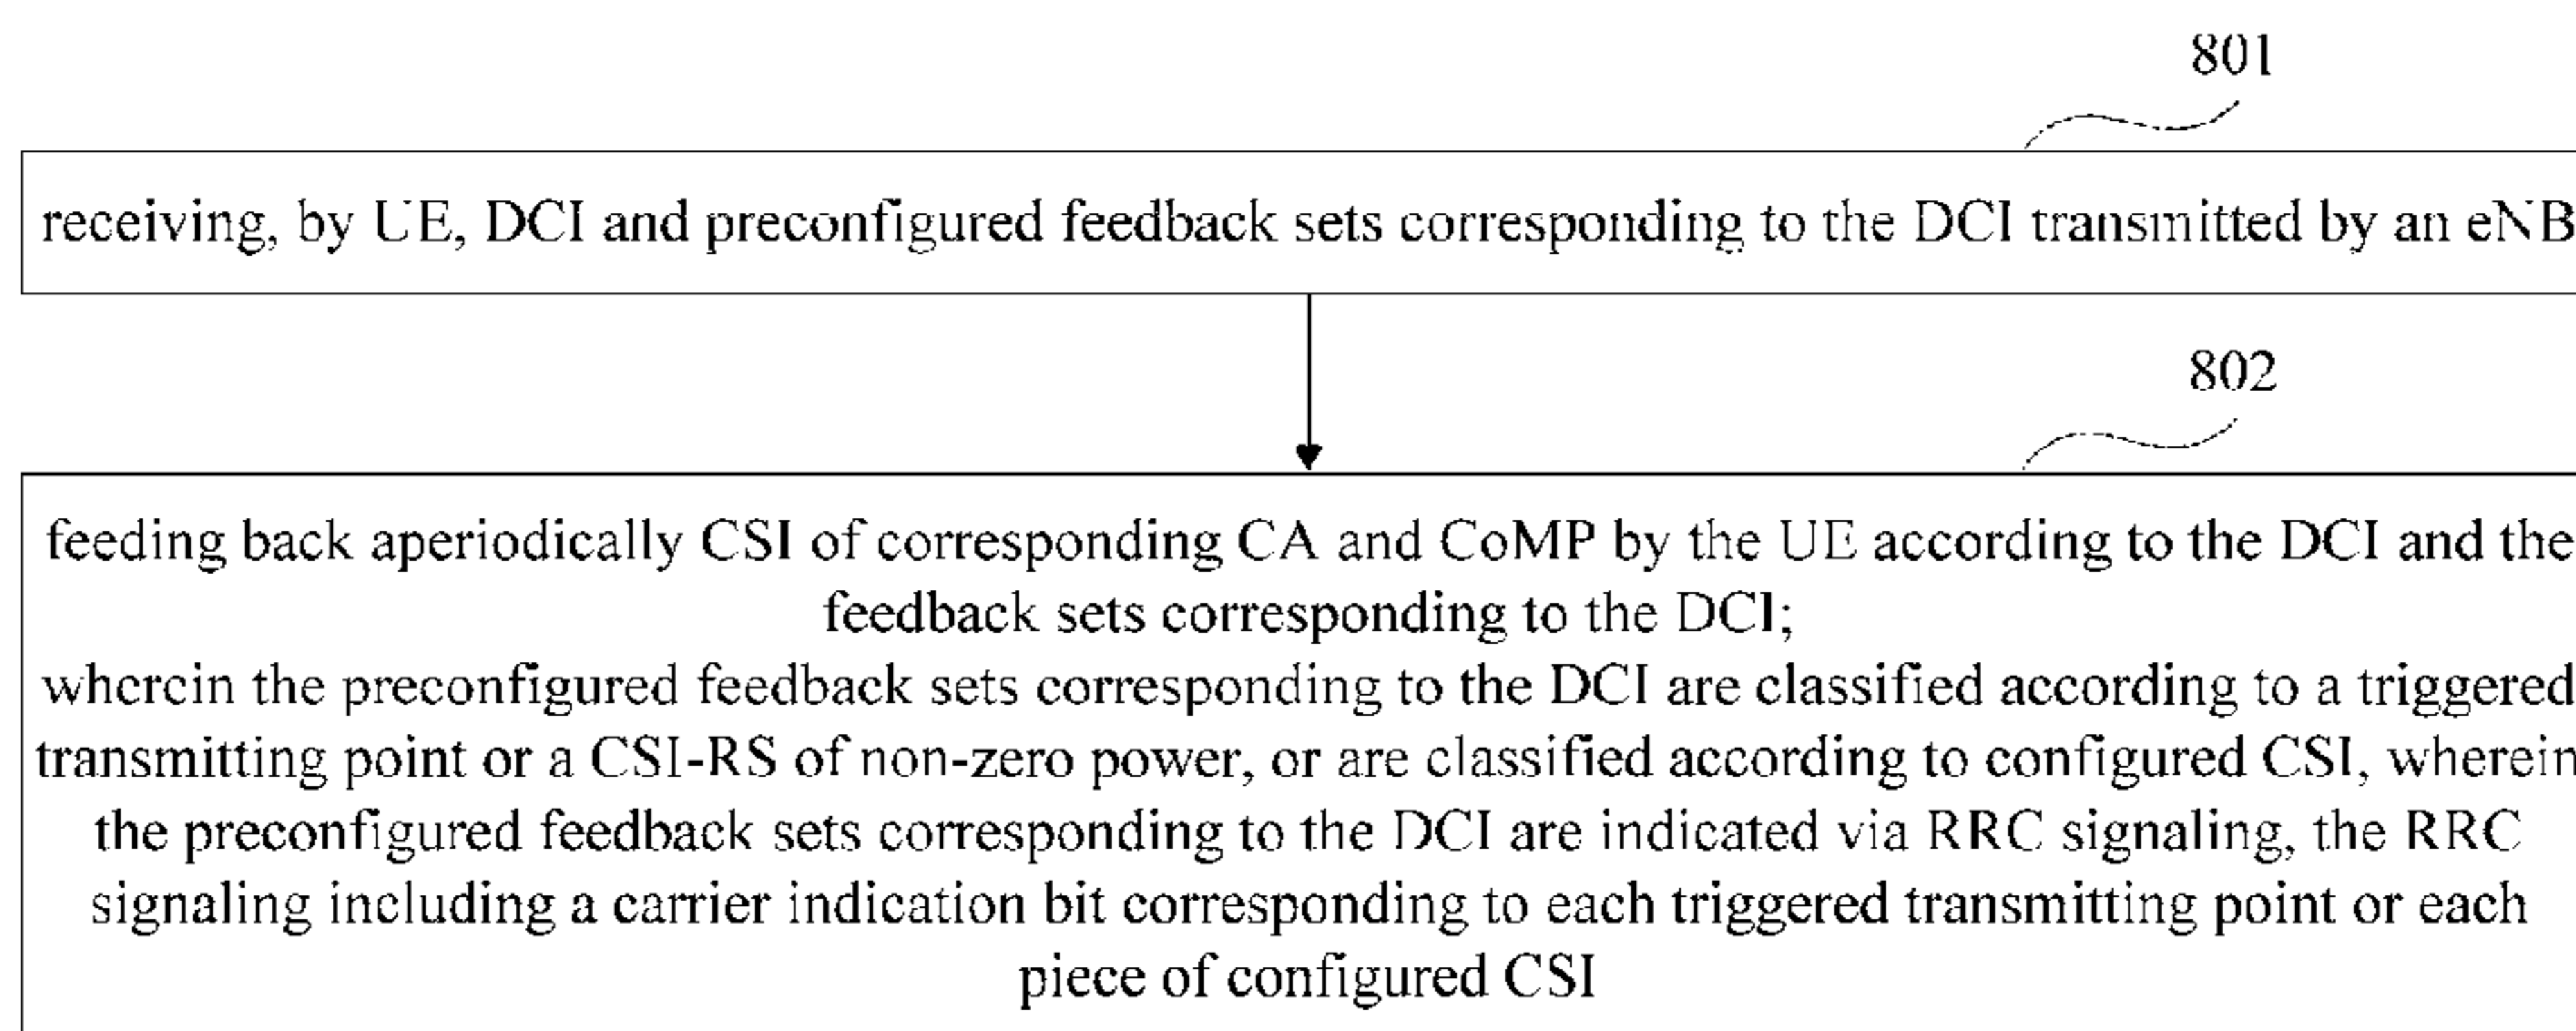 801
receiving, by UE, DCI and preconfigured feedback sets corresponding to the DCI transmitted by an eNB
802
feeding back aperiodically CSI of corresponding CA and CoMP by the UE according to the DCI and the
feedback sets corresponding to the DCI;
wherein the preconfigured feedback sets corresponding to the DCI are classified according to a triggered
transmitting point or a CSI-RS of non-zero power, or are classified according to configured CSI, wherein
the preconfigured feedback sets corresponding to the DCI are indicated via RRC signaling, the RRC
signaling including a carrier indication bit corresponding to each triggered transmitting point or each
piece of configured CSI